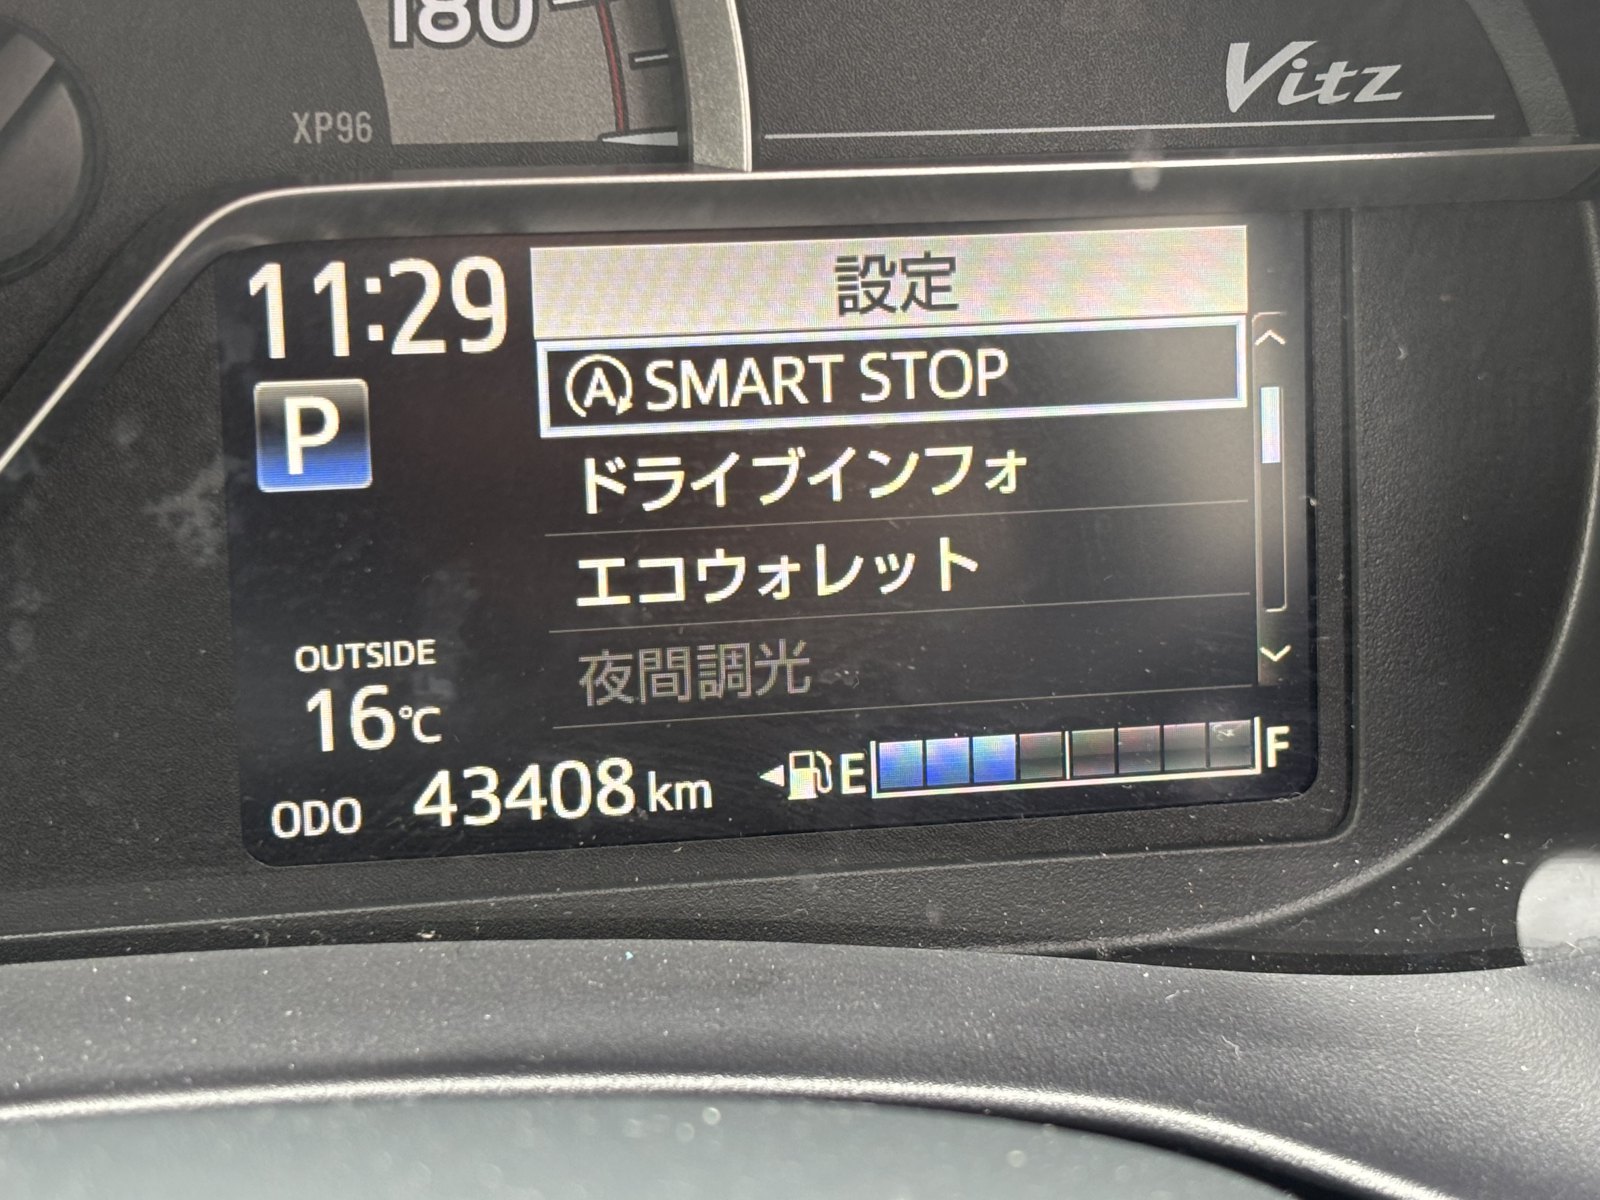 180
Vitz
XP96
11:29
設定
SMART STOP
P
ドライブインフォ
エコウォレット
OUTSIDE
夜間調光
16℃
ODO 43408 km
E F